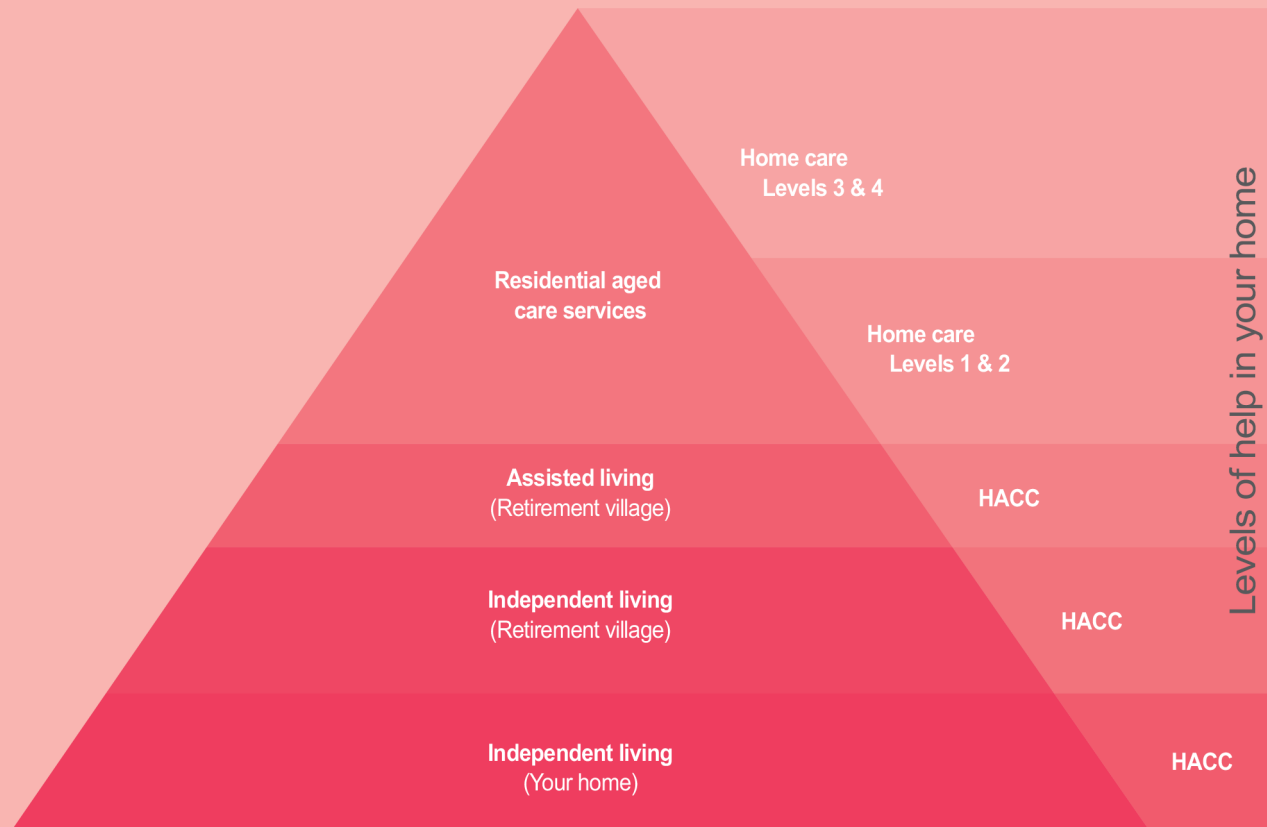 Home care
Levels 3 & 4
Residential aged
care services
Home care
Levels 1 & 2
Assisted living
(Retirement village)
HACC
Independent living
(Retirement village)
HACC
Independent living
(Your home)
HACC
Levels of help in your home